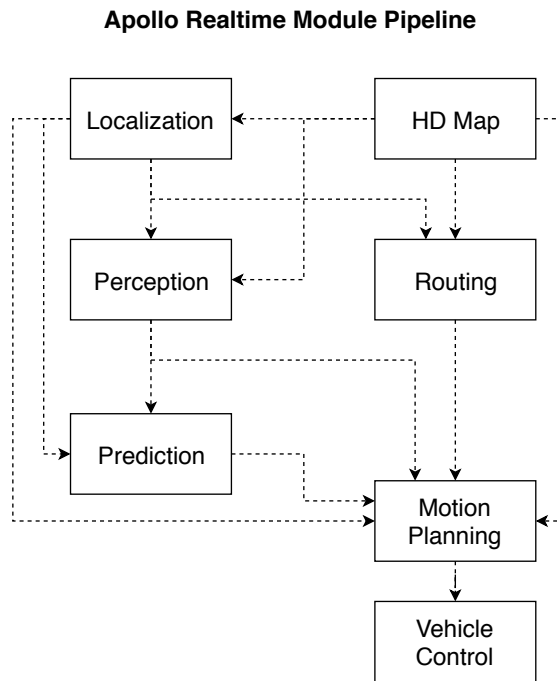 Apollo Realtime Module Pipeline
Localization
HD Map
Perception
Routing
Prediction
Motion
Planning
Vehicle
Control